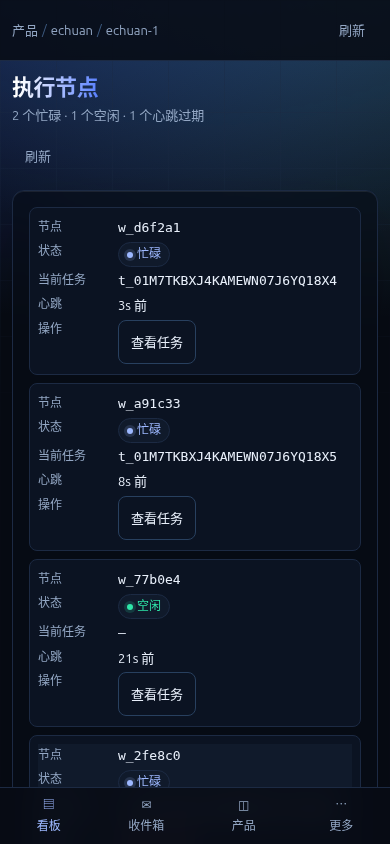 产品 / echuan / echuan-1
刷新
执行节点
2 个忙碌 · 1 个空闲 · 1 个心跳过期
刷新
节点 w_d6f2a1
状态 忙碌
当前任务 t_01M7TKBXJ4KAMEWN07J6YQ18X4
心跳 3s 前
操作 查看任务
节点 w_a91c33
状态 忙碌
当前任务 t_01M7TKBXJ4KAMEWN07J6YQ18X5
心跳 8s 前
操作 查看任务
节点 w_77b0e4
状态 空闲
当前任务 —
心跳 21s 前
操作 查看任务
节点 w_2fe8c0
状态 忙碌
看板
收件箱
产品
更多